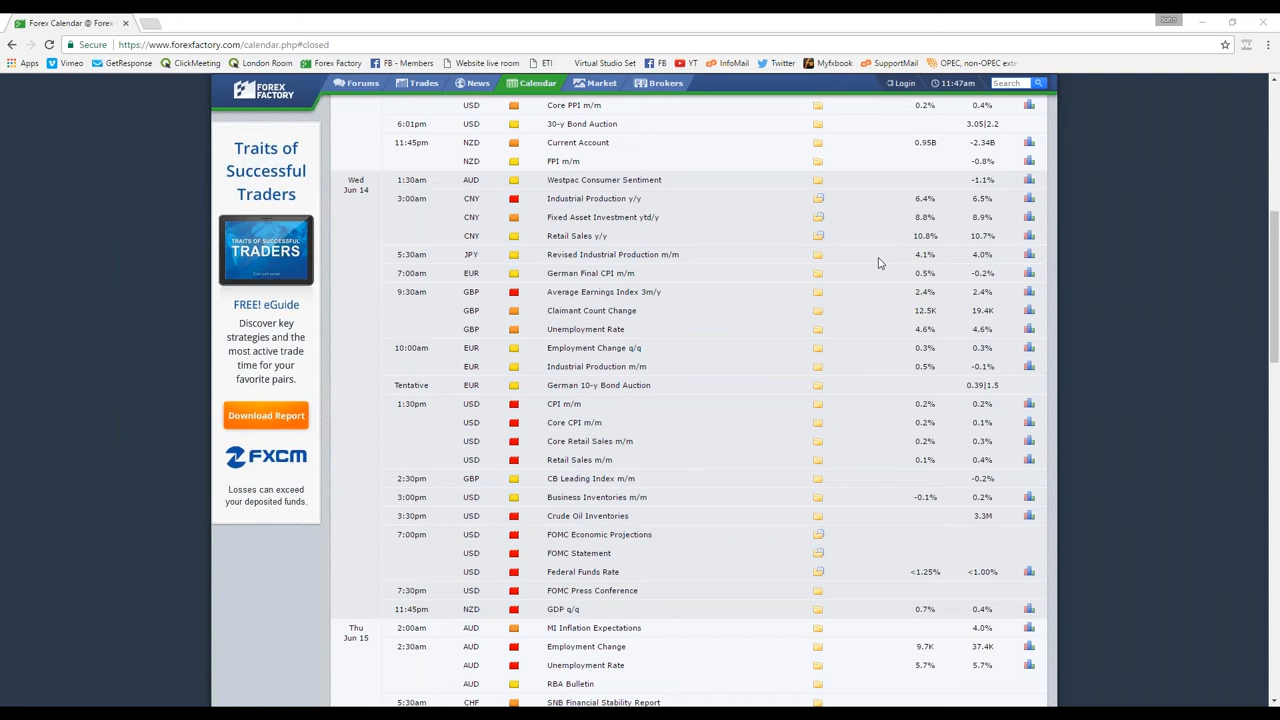 Forex Calendar @ Forex
John
Secure https://www.forexfactory.com/calendar.php#closed
Apps Vimeo GetResponse ClickMeeting London Room Forex Factory FB - Members Website live room ETI Virtual Studio Set FB YT InfoMail Twitter Myfxbook SupportMail OPEC, non-OPEC ext
FOREX FACTORY Forums Trades News Calendar Market Brokers Login 11:47am Search
Traits of
Successful
Traders
TRAITS OF SUCCESSFUL
TRADERS
FREE! eGuide
Discover key
strategies and the
most active trade
time for your
favorite pairs.
Download Report
FXCM
Losses can exceed
your deposited funds.
USD Core PPI m/m 0.2% 0.4%
6:01pm USD 30-y Bond Auction 3.05|2.2
11:45pm NZD Current Account 0.95B -2.34B
NZD FPI m/m -0.8%
Wed
Jun 14
1:30am AUD Westpac Consumer Sentiment -1.1%
3:00am CNY Industrial Production y/y 6.4% 6.5%
CNY Fixed Asset Investment ytd/y 8.8% 8.9%
CNY Retail Sales y/y 10.8% 10.7%
5:30am JPY Revised Industrial Production m/m 4.1% 4.0%
7:00am EUR German Final CPI m/m 0.5% -0.2%
9:30am GBP Average Earnings Index 3m/y 2.4% 2.4%
GBP Claimant Count Change 12.5K 19.4K
GBP Unemployment Rate 4.6% 4.6%
10:00am EUR Employment Change q/q 0.3% 0.3%
EUR Industrial Production m/m 0.5% -0.1%
Tentative EUR German 10-y Bond Auction 0.39|1.5
1:30pm USD CPI m/m 0.2% 0.2%
USD Core CPI m/m 0.2% 0.1%
USD Core Retail Sales m/m 0.2% 0.3%
USD Retail Sales m/m 0.1% 0.4%
2:30pm GBP CB Leading Index m/m -0.2%
3:00pm USD Business Inventories m/m -0.1% 0.2%
3:30pm USD Crude Oil Inventories 3.3M
7:00pm USD FOMC Economic Projections
USD FOMC Statement
USD Federal Funds Rate <1.25% <1.00%
7:30pm USD FOMC Press Conference
11:45pm NZD GDP q/q 0.7% 0.4%
Thu
Jun 15
2:00am AUD MI Inflation Expectations 4.0%
2:30am AUD Employment Change 9.7K 37.4K
AUD Unemployment Rate 5.7% 5.7%
AUD RBA Bulletin
5:30am CHF SNB Financial Stability Report